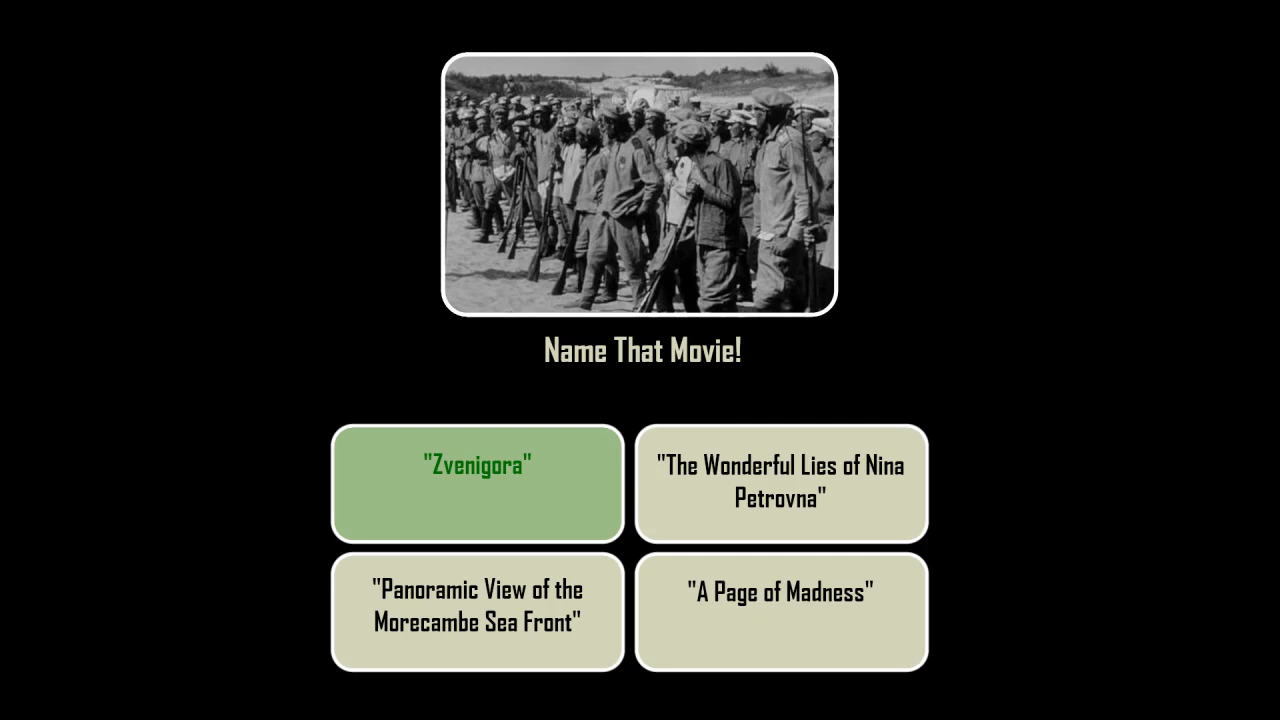 Name That Movie!
"Zvenigora"
"The Wonderful Lies of Nina
Petrovna"
"Panoramic View of the
Morecambe Sea Front"
"A Page of Madness"